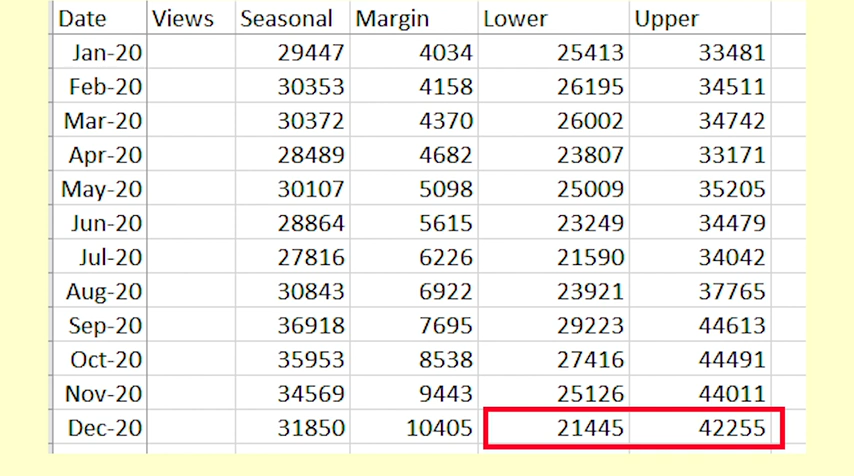 Date Views Seasonal Margin Lower Upper
Jan-20 29447 4034 25413 33481
Feb-20 30353 4158 26195 34511
Mar-20 30372 4370 26002 34742
Apr-20 28489 4682 23807 33171
May-20 30107 5098 25009 35205
Jun-20 28864 5615 23249 34479
Jul-20 27816 6226 21590 34042
Aug-20 30843 6922 23921 37765
Sep-20 36918 7695 29223 44613
Oct-20 35953 8538 27416 44491
Nov-20 34569 9443 25126 44011
Dec-20 31850 10405 21445 42255